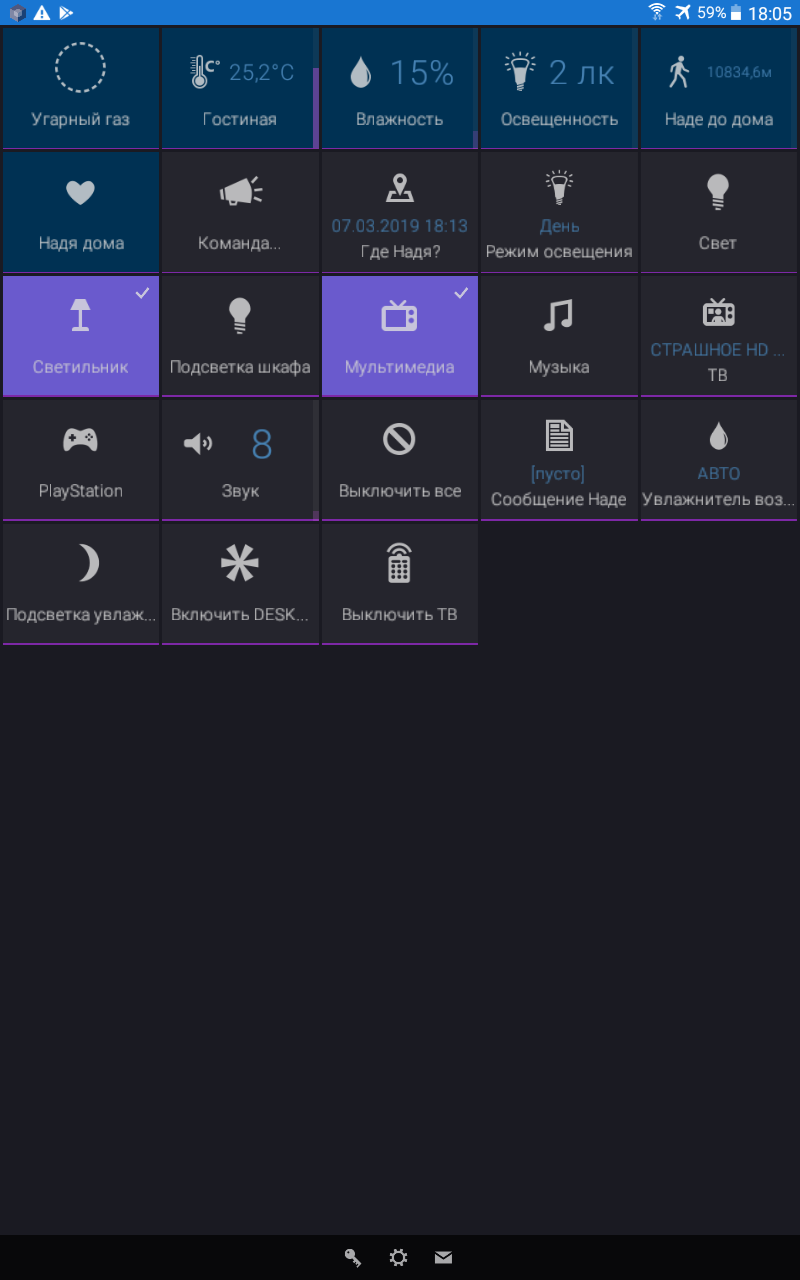 59% 18:05
25,2°C
Угарный газ
Гостиная
15%
Влажность
2 лк
Освещенность
10834,6м
Наде до дома
Надя дома
Команда...
07.03.2019 18:13
Где Надя?
День
Режим освещения
Свет
Светильник
Подсветка шкафа
Мультимедиа
Музыка
СТРАШНОЕ HD ...
ТВ
PlayStation
8
Звук
Выключить все
[пусто]
Сообщение Наде
АВТО
Увлажнитель воз...
Подсветка увлаж...
Включить DESK...
Выключить ТВ